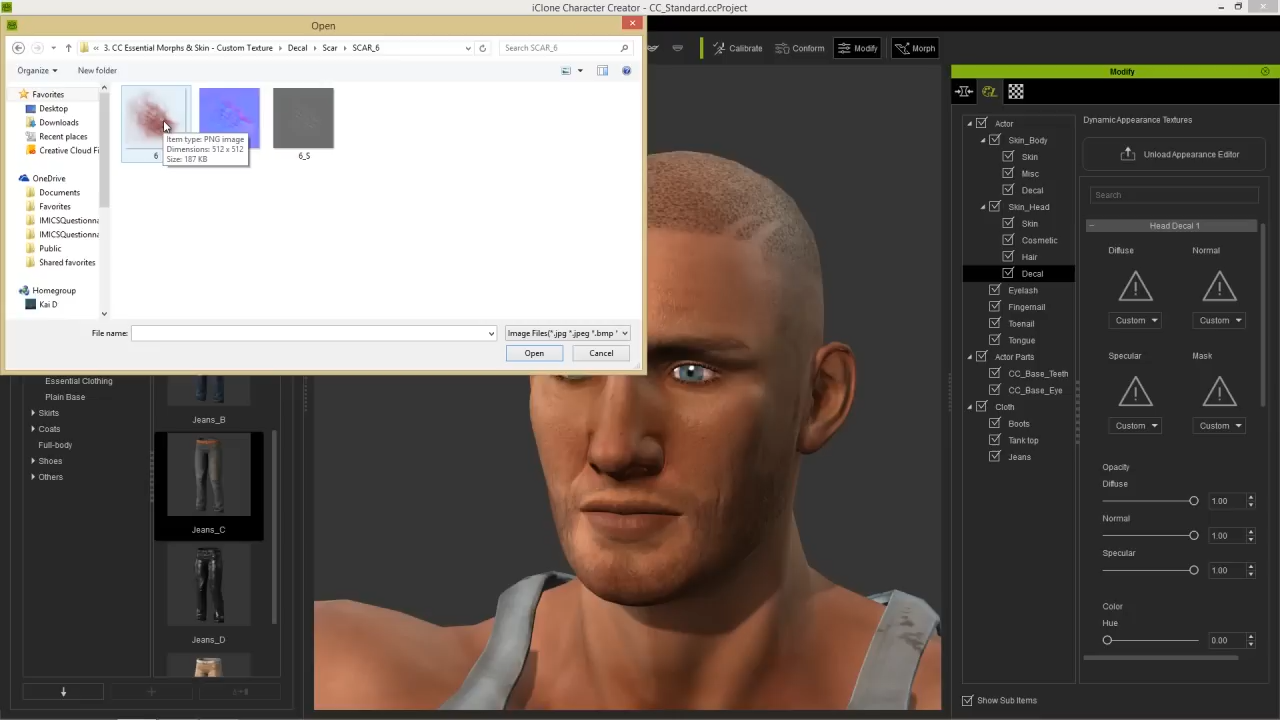 iClone Character Creator - CC_Standard.ccProject
Open
« 3. CC Essential Morphs & Skin - Custom Texture Decal Scar SCAR_6
Search SCAR_6
Organize New folder
Favorites
Desktop
Downloads
Recent places
Creative Cloud Fi
OneDrive
Documents
Favorites
IMICSQuestionna
IMICSQuestionna
Public
Shared favorites
Homegroup
Kai D
6
6_S
Item type: PNG image
Dimensions: 512 x 512
Size: 187 KB
File name:
Image Files(*.jpg *.jpeg *.bmp *
Open Cancel
Calibrate Conform Modify Morph
Essential Clothing
Plain Base
Skirts
Coats
Full-body
Shoes
Others
Jeans_B
Jeans_C
Jeans_D
Modify
Actor
Skin_Body
Skin
Misc
Decal
Skin_Head
Skin
Cosmetic
Hair
Decal
Eyelash
Fingernail
Toenail
Tongue
Actor Parts
CC_Base_Teeth
CC_Base_Eye
Cloth
Boots
Tank top
Jeans
Show Sub Items
Dynamic Appearance Textures
Unload Appearance Editor
Search
Head Decal 1
Diffuse Normal
Custom Custom
Specular Mask
Custom Custom
Opacity
Diffuse
1.00
Normal
1.00
Specular
1.00
Color
Hue
0.00